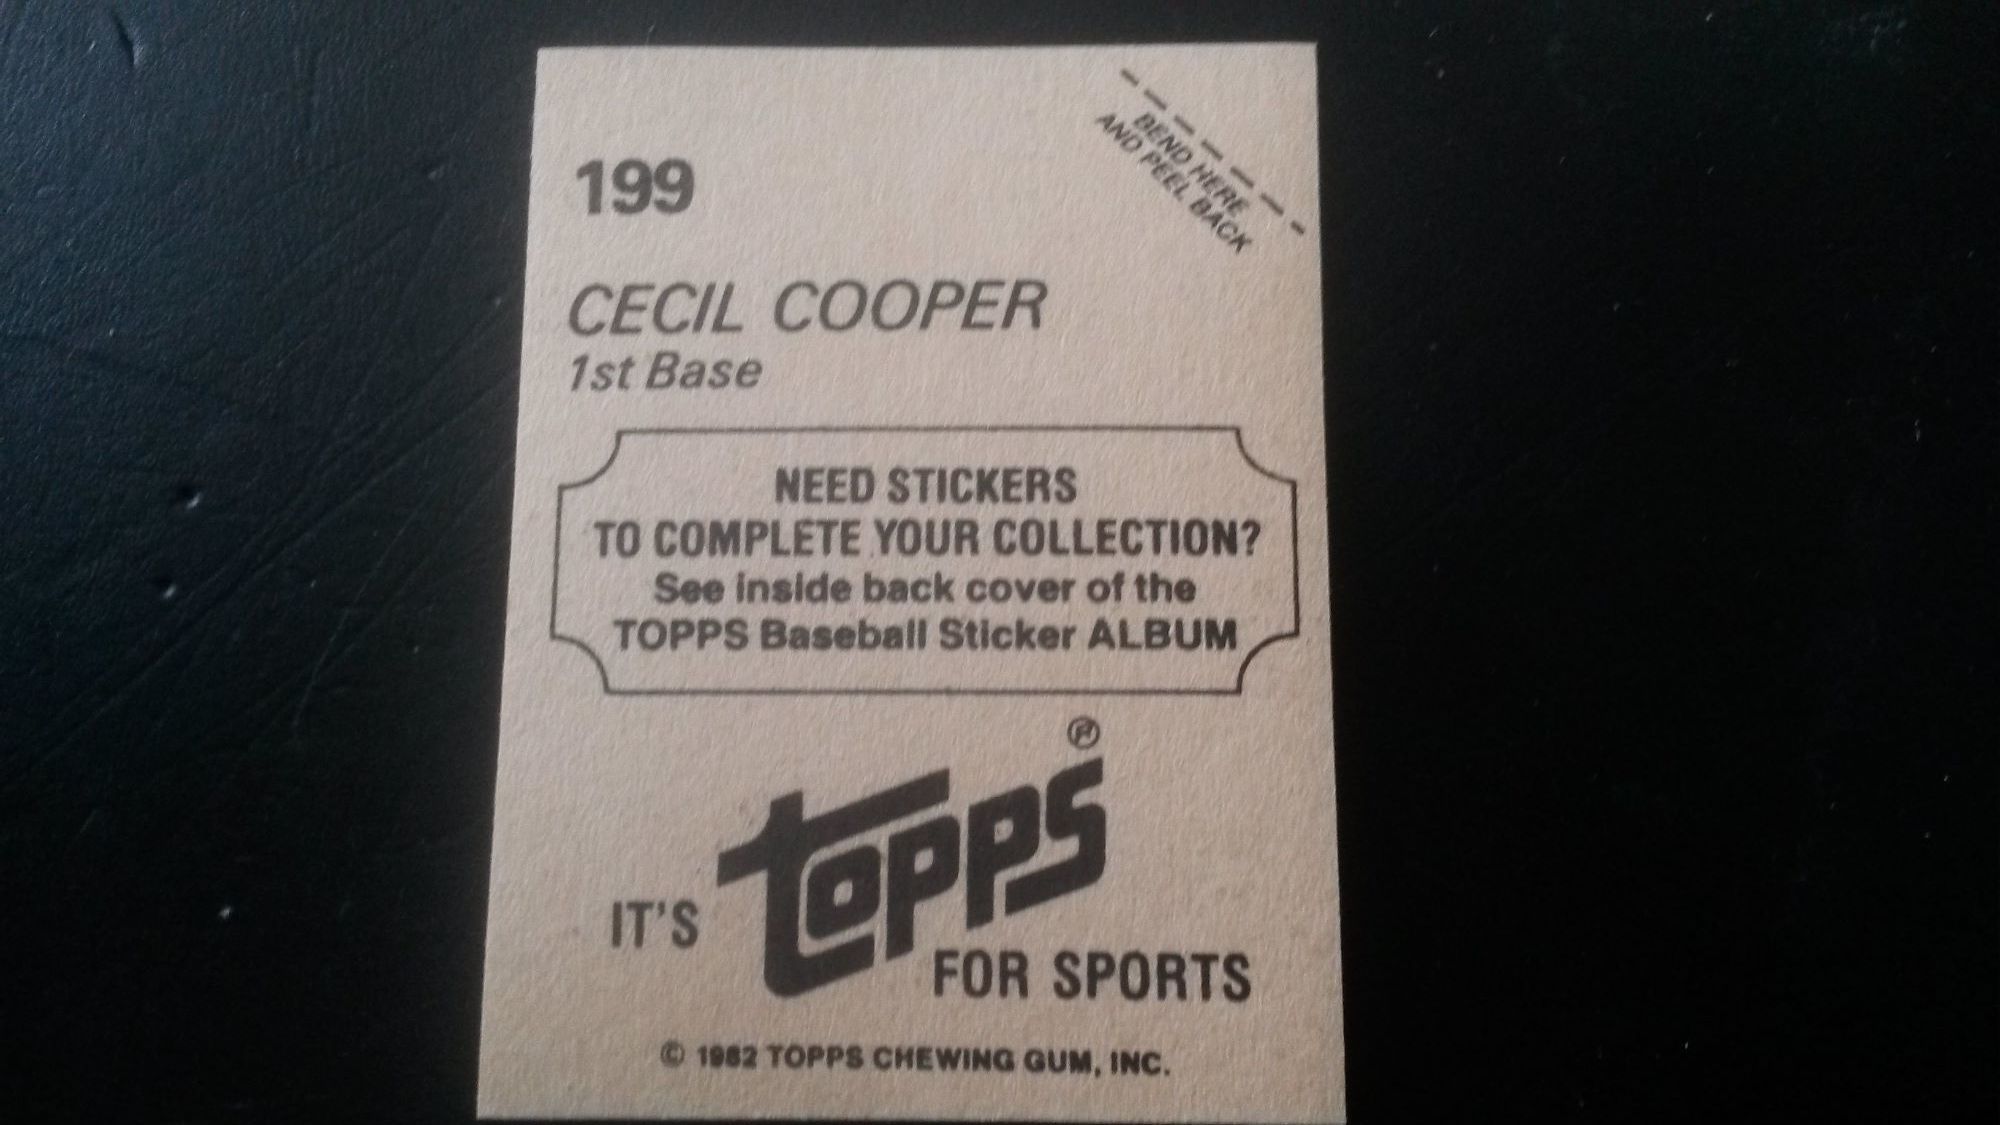 BEND HERE
AND PEEL BACK
199
CECIL COOPER
1st Base
NEED STICKERS
TO COMPLETE YOUR COLLECTION?
See inside back cover of the
TOPPS Baseball Sticker ALBUM
IT'S
topps®
FOR SPORTS
© 1982 TOPPS CHEWING GUM, INC.